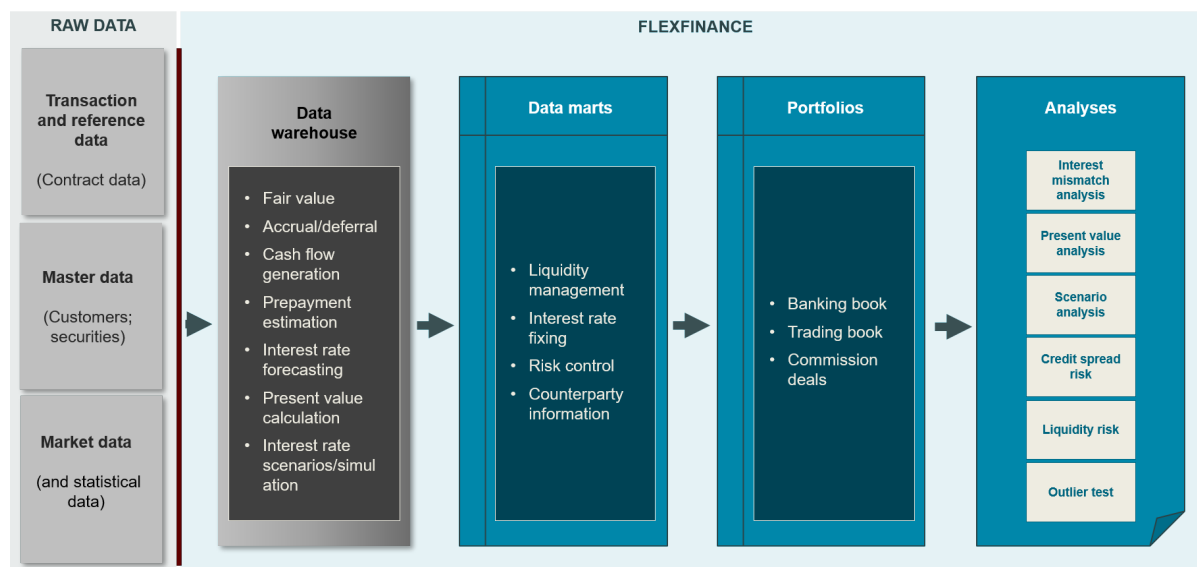 RAW DATA
Transaction
and reference
data
(Contract data)
Master data
(Customers;
securities)
Market data
(and statistical
data)
FLEXFINANCE
Data
warehouse
• Fair value
• Accrual/deferral
• Cash flow
generation
• Prepayment
estimation
• Interest rate
forecasting
• Present value
calculation
• Interest rate
scenarios/simul
ation
Data marts
• Liquidity
management
• Interest rate
fixing
• Risk control
• Counterparty
information
Portfolios
• Banking book
• Trading book
• Commission
deals
Analyses
Interest
mismatch
analysis
Present value
analysis
Scenario
analysis
Credit spread
risk
Liquidity risk
Outlier test